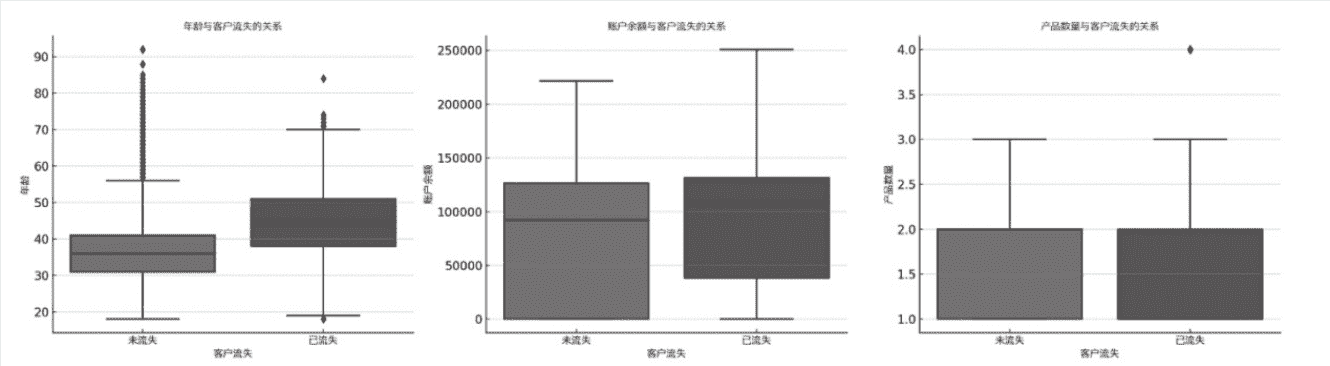 年龄与客户流失的关系
年龄
90
80
70
60
50
40
30
20
未流失
已流失
客户流失
账户余额与客户流失的关系
账户余额
250000
200000
150000
100000
50000
0
未流失
已流失
客户流失
产品数量与客户流失的关系
产品数量
4.0
3.5
3.0
2.5
2.0
1.5
1.0
未流失
已流失
客户流失